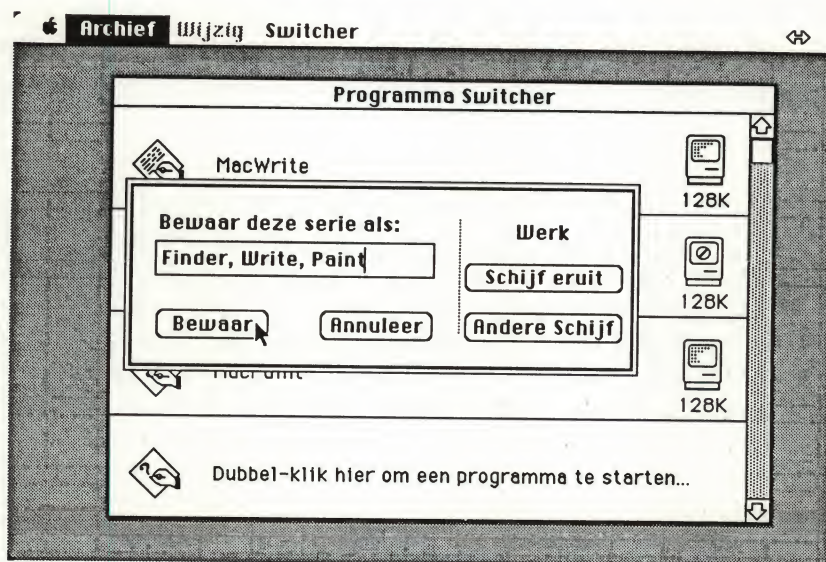 Archief Wijzig Switcher
Programma Switcher
MacWrite
128K
Bewaar deze serie als:
Finder, Write, Paint
Werk
Schijf eruit
Bewaar
Annuleer
Andere Schijf
128K
MacPaint
128K
Dubbel-klik hier om een programma te starten...